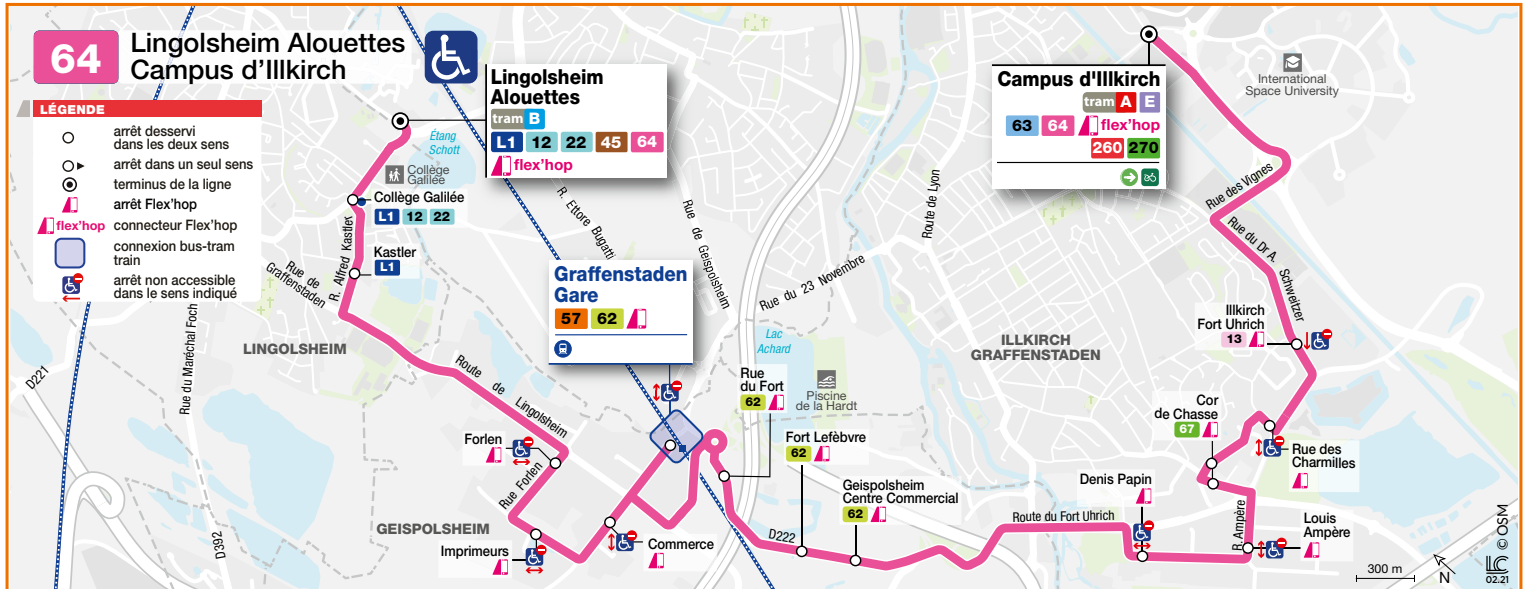 64
Lingolsheim Alouettes
Campus d'Illkirch
LÉGENDE
arrêt desservi
dans les deux sens
arrêt dans un seul sens
terminus de la ligne
arrêt Flex'hop
flex'hop connecteur Flex'hop
connexion bus-tram
train
arrêt non accessible
dans le sens indiqué
Lingolsheim
Alouettes
tram B
L1 12 22 45 64
flex'hop
Étang
Schott
Collège
Galilée
Collège Galilée
L1 12 22
Kastler
L1
R. Alfred Kastler
Rue de
Graffenstaden
Rue du Maréchal Foch
D221
D392
LINGOLSHEIM
Route de Lingolsheim
Forlen
Rue Forlen
GEISPOLSHEIM
Imprimeurs
Commerce
R. Ettore Bugatti
Rue de Geispolsheim
Graffenstaden
Gare
57 62
Rue du 23 Novembre
Route de Lyon
Lac
Achard
Rue
du Fort
62
Piscine
de la Hardt
Fort Lefèbvre
62
Geispolsheim
Centre Commercial
62
D222
Route du Fort Uhrich
Denis Papin
R. Ampère
Louis
Ampère
Cor
de Chasse
67
Rue des
Charmilles
Illkirch
Fort Uhrich
13
ILLKIRCH
GRAFFENSTADEN
Rue du Dr A. Schweitzer
Rue des Vignes
Campus d'Illkirch
tram A E
63 64 flex'hop
260 270
International
Space University
300 m
N
© OSM
LC
02.21